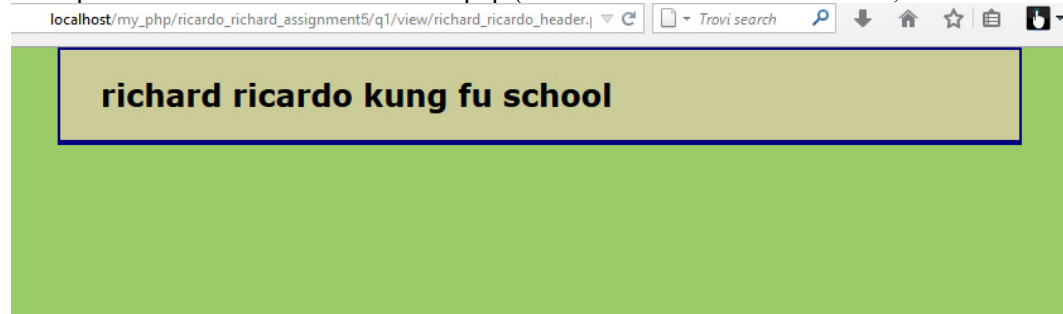 localhost/my_php/ricardo_richard_assignment5/q1/view/richard_ricardo_header.p
Trovi search
richard ricardo kung fu school